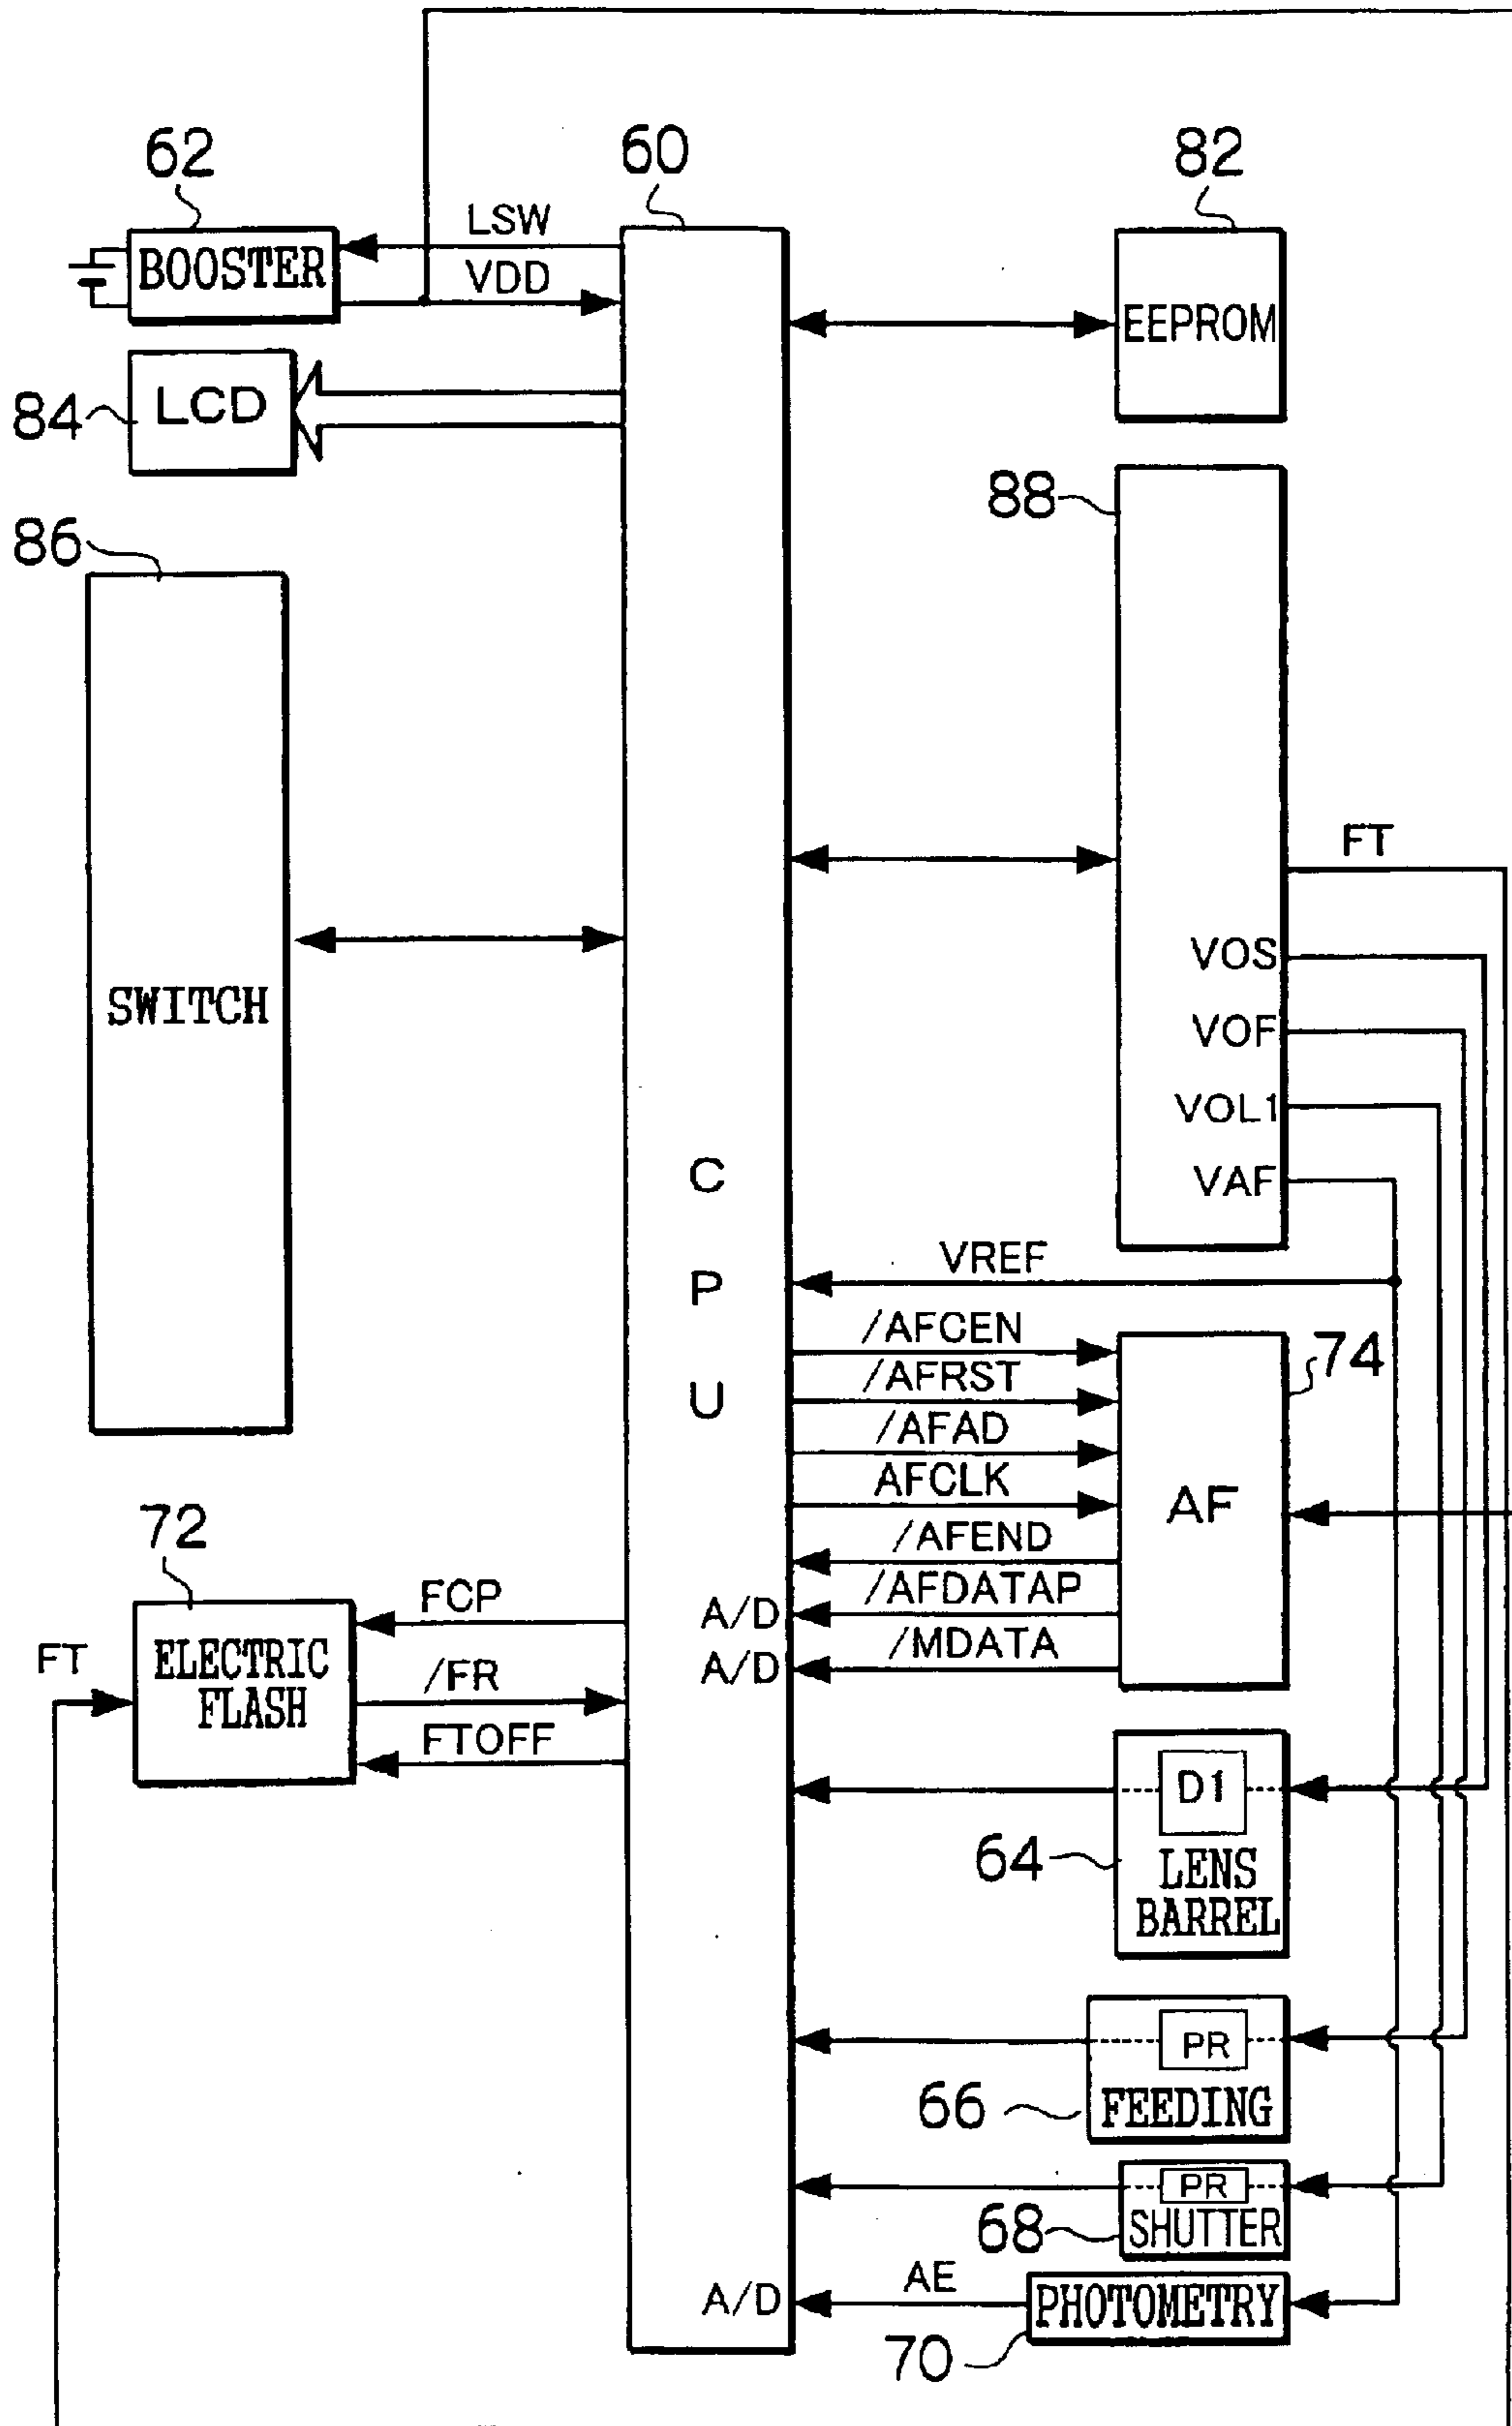 62
60
82
BOOSTER
LSW
VDD
EEPROM
84
LCD
88
86
SWITCH
FT
VOS
VOF
VOL1
VAF
C
P
U
VREF
/AFCEN
/AFRST
/AFAD
AFCLK
/AFEND
/AFDATAP
/MDATA
A/D
A/D
74
AF
72
FT
ELECTRIC
FLASH
FCP
/FR
FTOFF
D1
64
LENS
BARREL
PR
66
FEEDING
PR
68
SHUTTER
A/D
AE
PHOTOMETRY
70